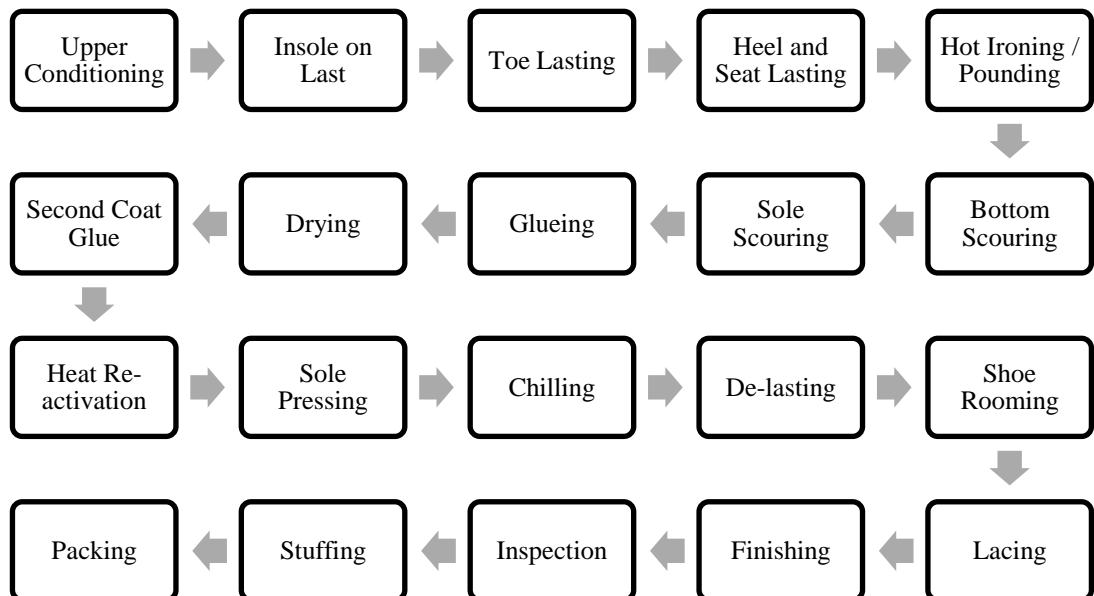 Upper
Conditioning
Insole on
Last
Toe Lasting
Heel and
Seat Lasting
Hot Ironing /
Pounding
Bottom
Scouring
Sole
Scouring
Glueing
Drying
Second Coat
Glue
Heat Re-
activation
Sole
Pressing
Chilling
De-lasting
Shoe
Rooming
Lacing
Finishing
Inspection
Stuffing
Packing